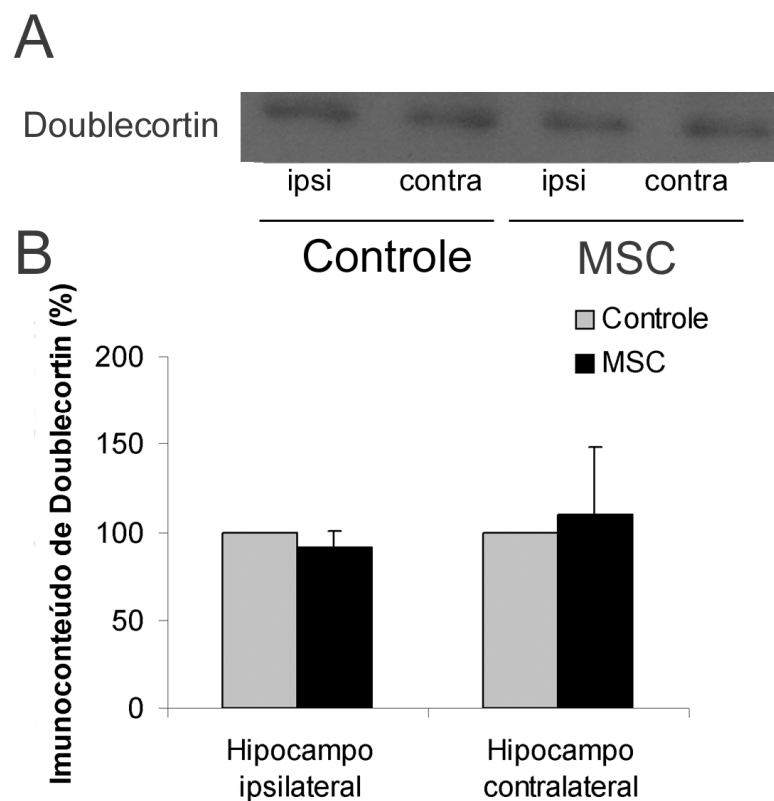 A
Doublecortin
ipsi contra ipsi contra
Controle MSC
B
Imunoconteúdo de Doublecortin (%)
Controle
MSC
200
150
100
50
0
Hipocampo
ipsilateral
Hipocampo
contralateral